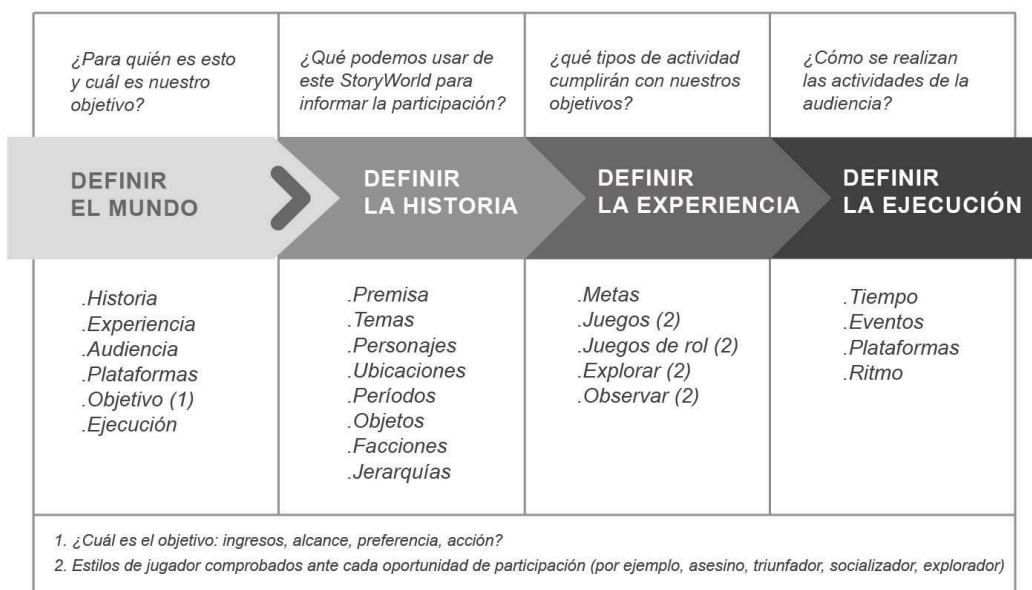 ¿Para quién es esto
y cuál es nuestro
objetivo?
¿Qué podemos usar de
este StoryWorld para
informar la participación?
¿qué tipos de actividad
cumplirán con nuestros
objetivos?
¿Cómo se realizan
las actividades de la
audiencia?
DEFINIR
EL MUNDO
DEFINIR
LA HISTORIA
DEFINIR
LA EXPERIENCIA
DEFINIR
LA EJECUCIÓN
.Historia
.Experiencia
.Audiencia
.Plataformas
.Objetivo (1)
.Ejecución
.Premisa
.Temas
.Personajes
.Ubicaciones
.Períodos
.Objetos
.Facciones
.Jerarquías
.Metas
.Juegos (2)
.Juegos de rol (2)
.Explorar (2)
.Observar (2)
.Tiempo
.Eventos
.Plataformas
.Ritmo
1. ¿Cuál es el objetivo: ingresos, alcance, preferencia, acción?
2. Estilos de jugador comprobados ante cada oportunidad de participación (por ejemplo, asesino, triunfador, socializador, explorador)